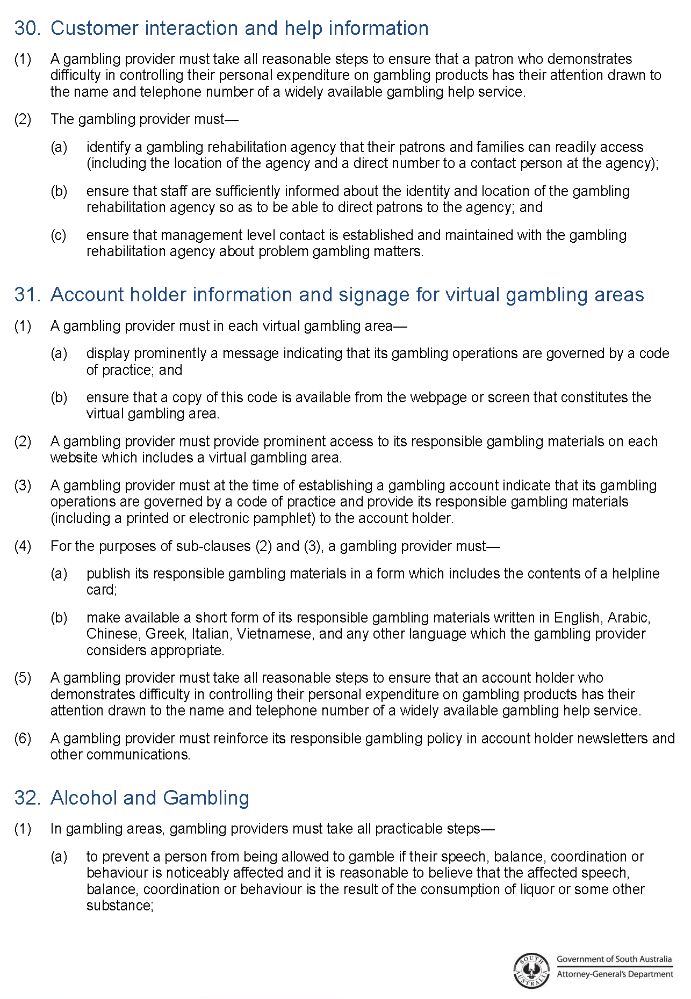 30. Customer interaction and help information
(1) A gambling provider must take all reasonable steps to ensure that a patron who demonstrates
difficulty in controlling their personal expenditure on gambling products has their attention drawn to
the name and telephone number of a widely available gambling help service.
(2) The gambling provider must—
(a) identify a gambling rehabilitation agency that their patrons and families can readily access
(including the location of the agency and a direct number to a contact person at the agency);
(b) ensure that staff are sufficiently informed about the identity and location of the gambling
rehabilitation agency so as to be able to direct patrons to the agency; and
(c) ensure that management level contact is established and maintained with the gambling
rehabilitation agency about problem gambling matters.
31. Account holder information and signage for virtual gambling areas
(1) A gambling provider must in each virtual gambling area—
(a) display prominently a message indicating that its gambling operations are governed by a code
of practice; and
(b) ensure that a copy of this code is available from the webpage or screen that constitutes the
virtual gambling area.
(2) A gambling provider must provide prominent access to its responsible gambling materials on each
website which includes a virtual gambling area.
(3) A gambling provider must at the time of establishing a gambling account indicate that its gambling
operations are governed by a code of practice and provide its responsible gambling materials
(including a printed or electronic pamphlet) to the account holder.
(4) For the purposes of sub-clauses (2) and (3), a gambling provider must—
(a) publish its responsible gambling materials in a form which includes the contents of a helpline
card;
(b) make available a short form of its responsible gambling materials written in English, Arabic,
Chinese, Greek, Italian, Vietnamese, and any other language which the gambling provider
considers appropriate.
(5) A gambling provider must take all reasonable steps to ensure that an account holder who
demonstrates difficulty in controlling their personal expenditure on gambling products has their
attention drawn to the name and telephone number of a widely available gambling help service.
(6) A gambling provider must reinforce its responsible gambling policy in account holder newsletters and
other communications.
32. Alcohol and Gambling
(1) In gambling areas, gambling providers must take all practicable steps—
(a) to prevent a person from being allowed to gamble if their speech, balance, coordination or
behaviour is noticeably affected and it is reasonable to believe that the affected speech,
balance, coordination or behaviour is the result of the consumption of liquor or some other
substance;
SOUTH AUSTRALIA
Government of South Australia
Attorney-General's Department